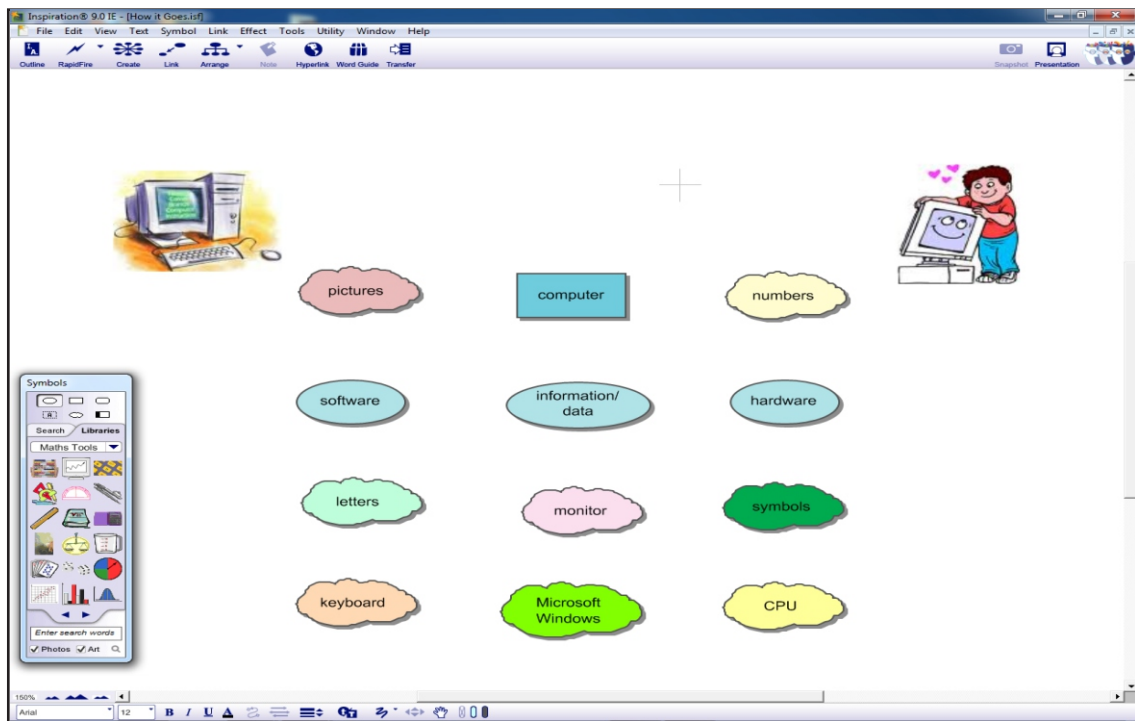 Inspiration® 9.0 IE - [How it Goes.isf]
File Edit View Text Symbol Link Effect Tools Utility Window Help
Outline RapidFire Create Link Arrange Note Hyperlink Word Guide Transfer Snapshot Presentation
pictures
computer
numbers
software
information/
data
hardware
letters
monitor
symbols
keyboard
Microsoft
Windows
CPU
Symbols
Search Libraries
Maths Tools
Enter search words
Photos Art
150%
Arial 12 B I U A